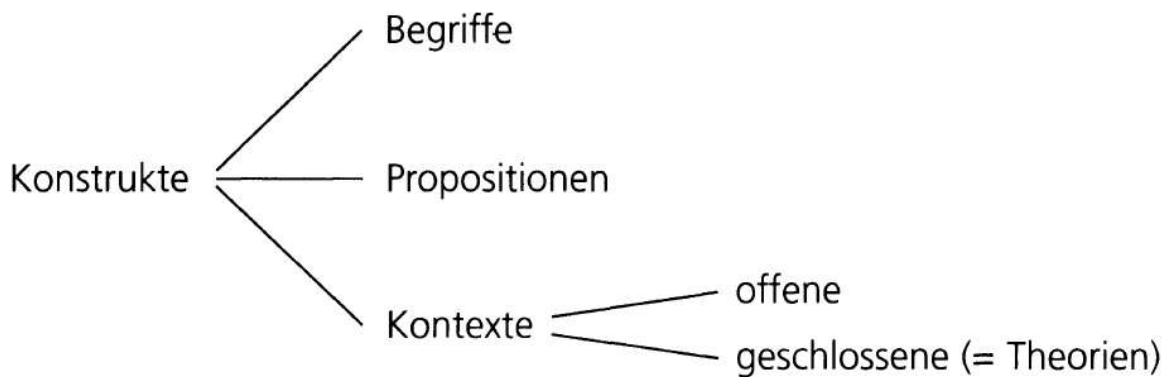 Begriffe
Konstrukte
Propositionen
Kontexte
offene
geschlossene (= Theorien)